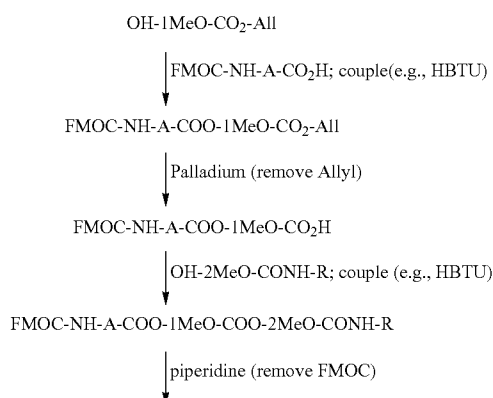 OH-1MeO-CO2-All
FMOC-NH-A-CO2H; couple(e.g., HBTU)
FMOC-NH-A-COO-1MeO-CO2-All
Palladium (remove Allyl)
FMOC-NH-A-COO-1MeO-CO2H
OH-2MeO-CONH-R; couple (e.g., HBTU)
FMOC-NH-A-COO-1MeO-COO-2MeO-CONH-R
piperidine (remove FMOC)